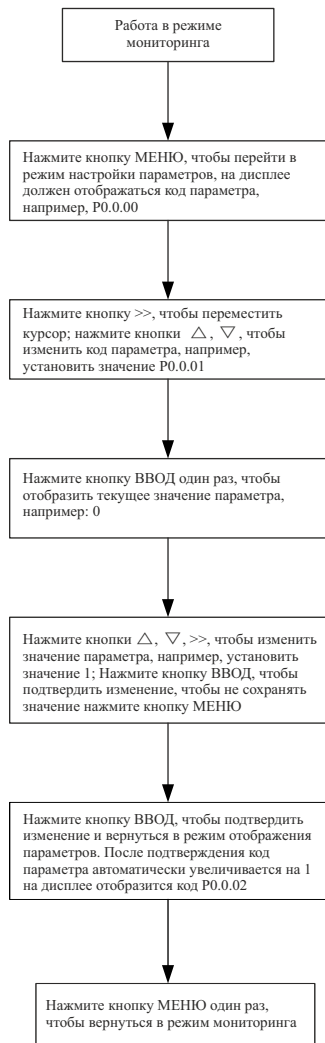 Работа в режиме
мониторинга
Нажмите кнопку МЕНЮ, чтобы перейти в
режим настройки параметров, на дисплее
должен отображаться код параметра,
например, P0.0.00
Нажмите кнопку >>, чтобы переместить
курсор; нажмите кнопки △, ▽, чтобы
изменить код параметра, например,
установить значение P0.0.01
Нажмите кнопку ВВОД один раз, чтобы
отобразить текущее значение параметра,
например: 0
Нажмите кнопки △, ▽, >>, чтобы изменить
значение параметра, например, установить
значение 1; Нажмите кнопку ВВОД, чтобы
подтвердить изменение, чтобы не сохранять
значение нажмите кнопку МЕНЮ
Нажмите кнопку ВВОД, чтобы подтвердить
изменение и вернуться в режим отображения
параметров. После подтверждения код
параметра автоматически увеличивается на 1
на дисплее отобразится код P0.0.02
Нажмите кнопку МЕНЮ один раз,
чтобы вернуться в режим мониторинга